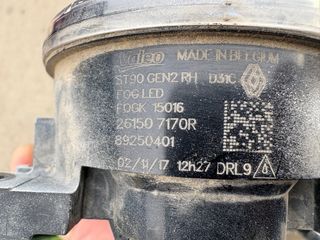 Valeo MADE IN BELGIUM
ST90 GEN2 RH D31C
FOG LED
FOGK 15016
26150 7170R
89250401
02/11/17 12h27 DRL9